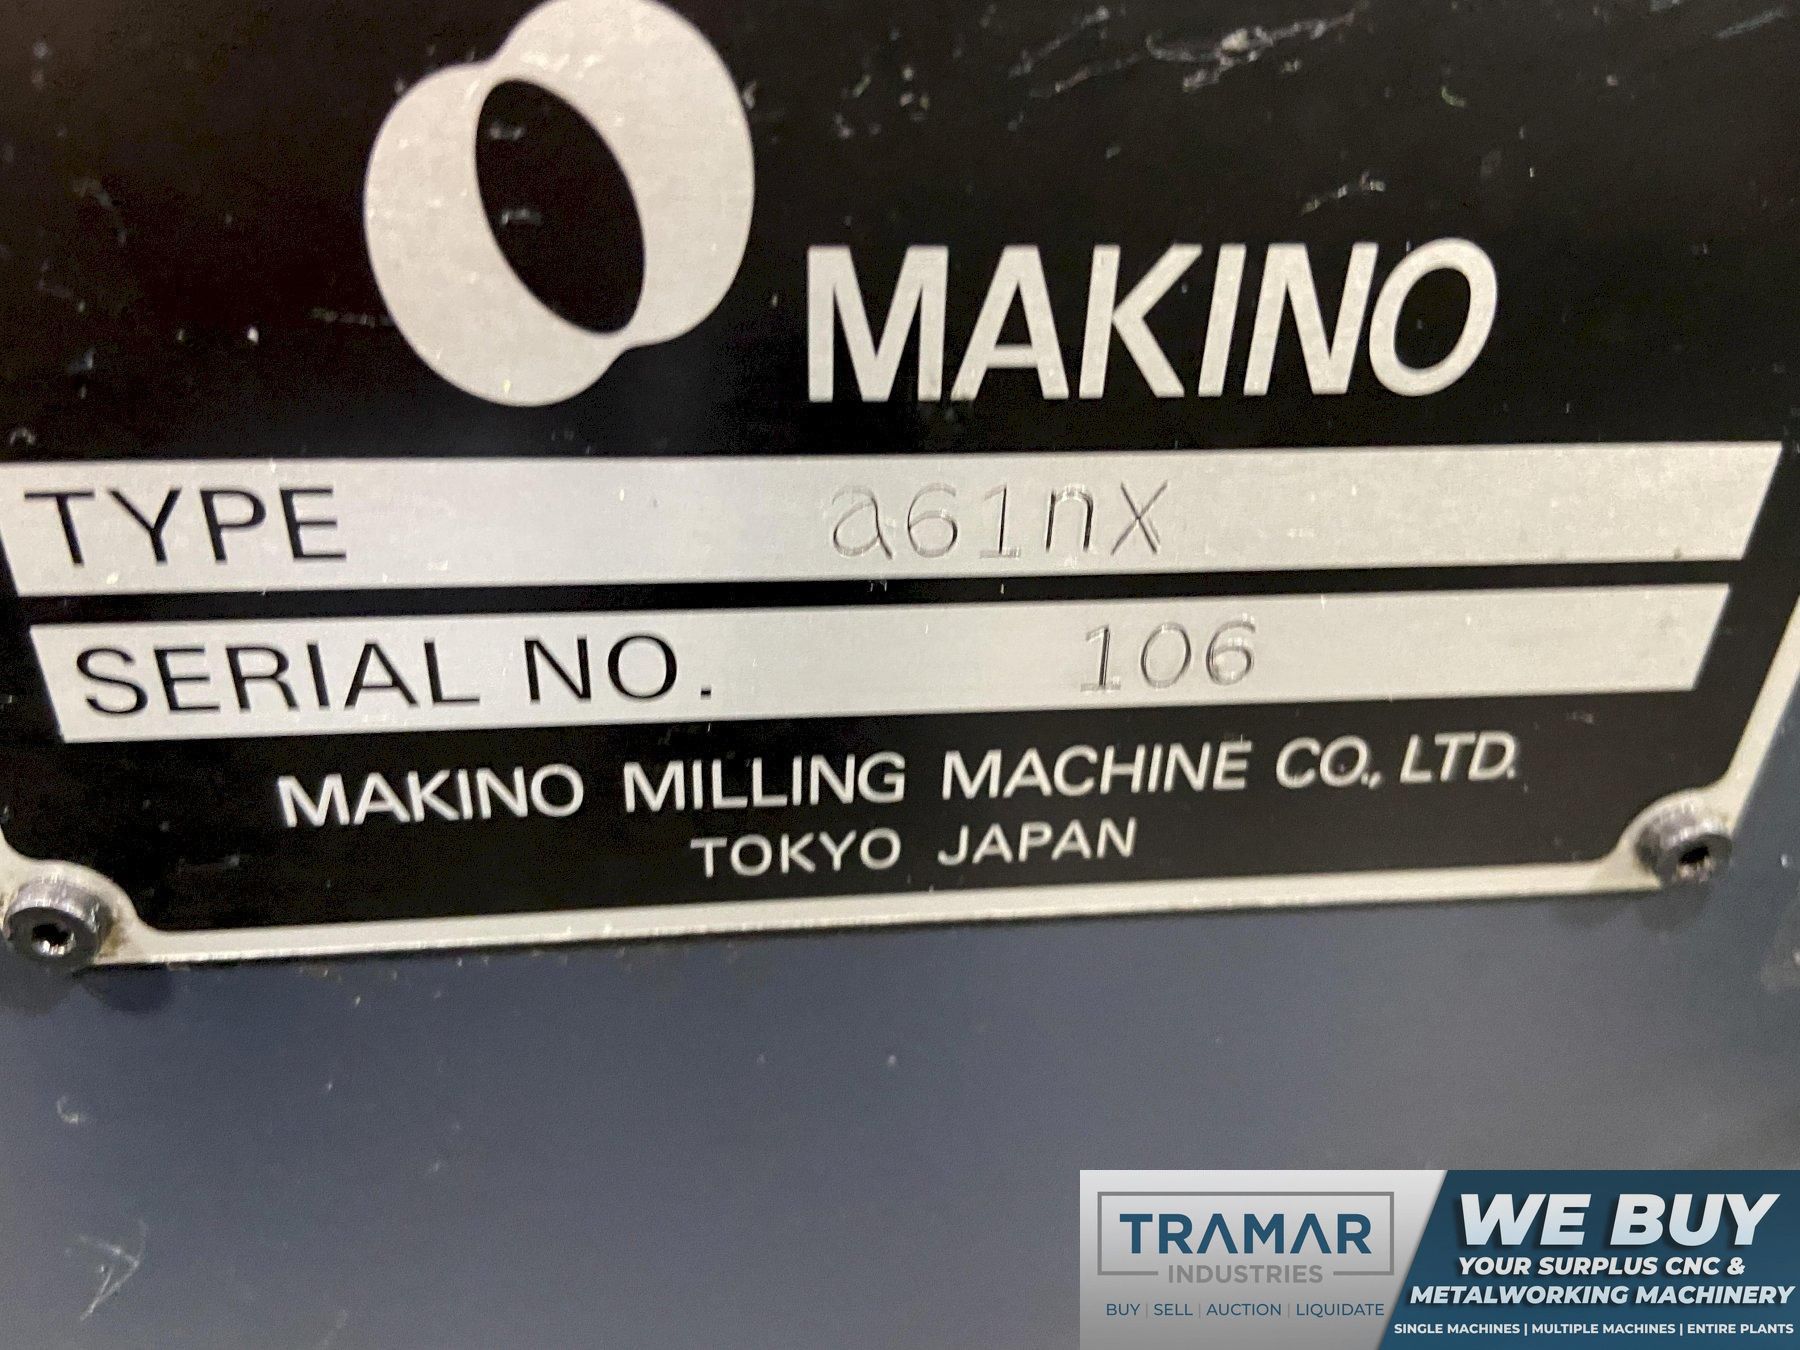 MAKINO
TYPE a61nx
SERIAL NO. 106
MAKINO MILLING MACHINE CO., LTD.
TOKYO JAPAN
TRAMAR
INDUSTRIES
BUY | SELL | AUCTION | LIQUIDATE
WE BUY
YOUR SURPLUS CNC &
METALWORKING MACHINERY
SINGLE MACHINES | MULTIPLE MACHINES | ENTIRE PLANTS